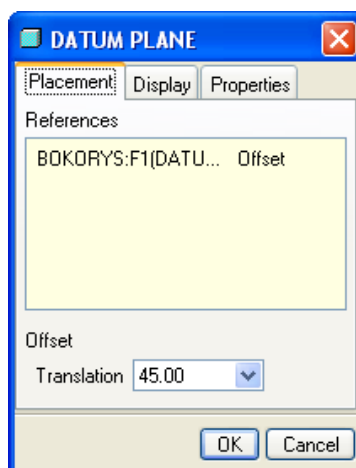 DATUM PLANE
Placement Display Properties
References
BOKORYS:F1(DATU... Offset
Offset
Translation 45.00
OK Cancel